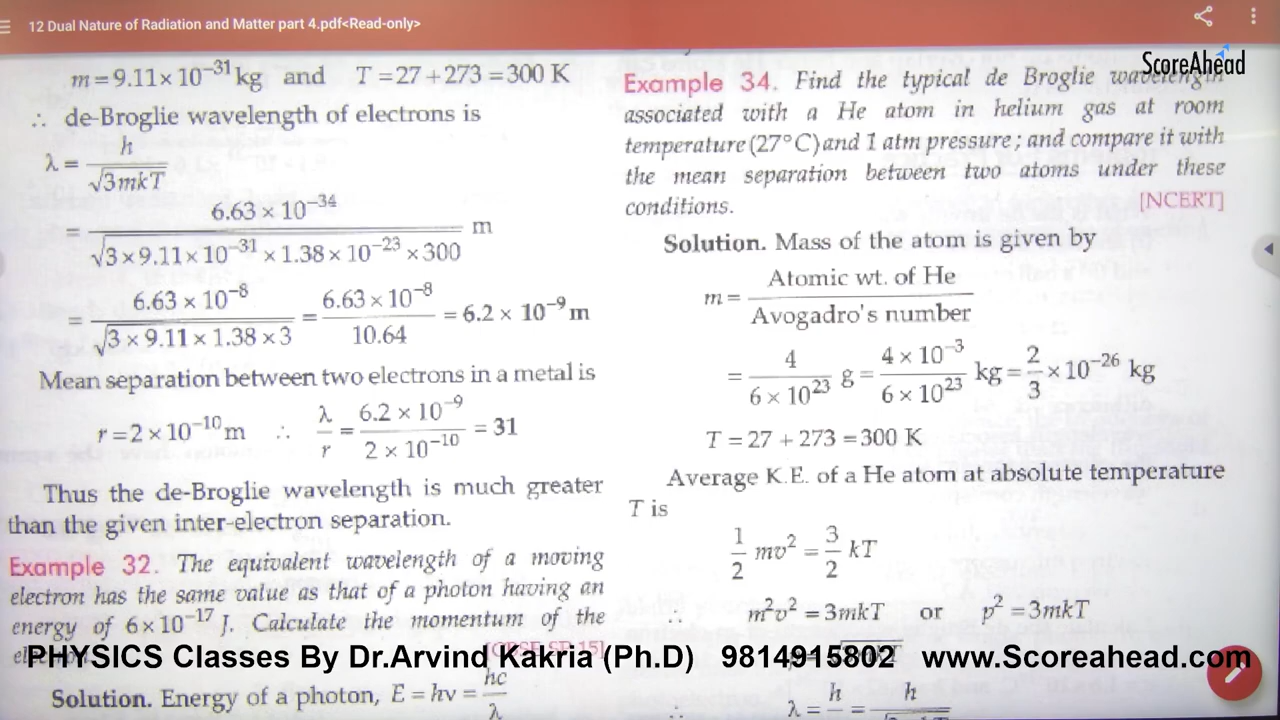 12 Dual Nature of Radiation and Matter part 4.pdf<Read-only>
ScoreAhead
m = 9.11 × 10⁻³¹ kg and T = 27 + 273 = 300 K
∴ de-Broglie wavelength of electrons is
λ = h / √3mkT
= 6.63 × 10⁻³⁴ / √3 × 9.11 × 10⁻³¹ × 1.38 × 10⁻²³ × 300 m
= 6.63 × 10⁻⁸ / √3 × 9.11 × 1.38 × 3 = 6.63 × 10⁻⁸ / 10.64 = 6.2 × 10⁻⁹ m
Mean separation between two electrons in a metal is
r = 2 × 10⁻¹⁰ m ∴ λ / r = 6.2 × 10⁻⁹ / 2 × 10⁻¹⁰ = 31
Thus the de-Broglie wavelength is much greater
than the given inter-electron separation.
Example 32. The equivalent wavelength of a moving
electron has the same value as that of a photon having an
energy of 6 × 10⁻¹⁷ J. Calculate the momentum of the
[CBSE SP 15]
Solution. Energy of a photon, E = hν = hc / λ
Example 34. Find the typical de Broglie wavelength
associated with a He atom in helium gas at room
temperature (27°C) and 1 atm pressure ; and compare it with
the mean separation between two atoms under these
conditions. [NCERT]
Solution. Mass of the atom is given by
m = Atomic wt. of He / Avogadro's number
= 4 / 6 × 10²³ g = 4 × 10⁻³ / 6 × 10²³ kg = 2 / 3 × 10⁻²⁶ kg
T = 27 + 273 = 300 K
Average K.E. of a He atom at absolute temperature
T is
1 / 2 mv² = 3 / 2 kT
∴ m²v² = 3mkT or p² = 3mkT
∴ λ = h / = h /
PHYSICS Classes By Dr.Arvind Kakria (Ph.D) 9814915802 www.Scoreahead.com